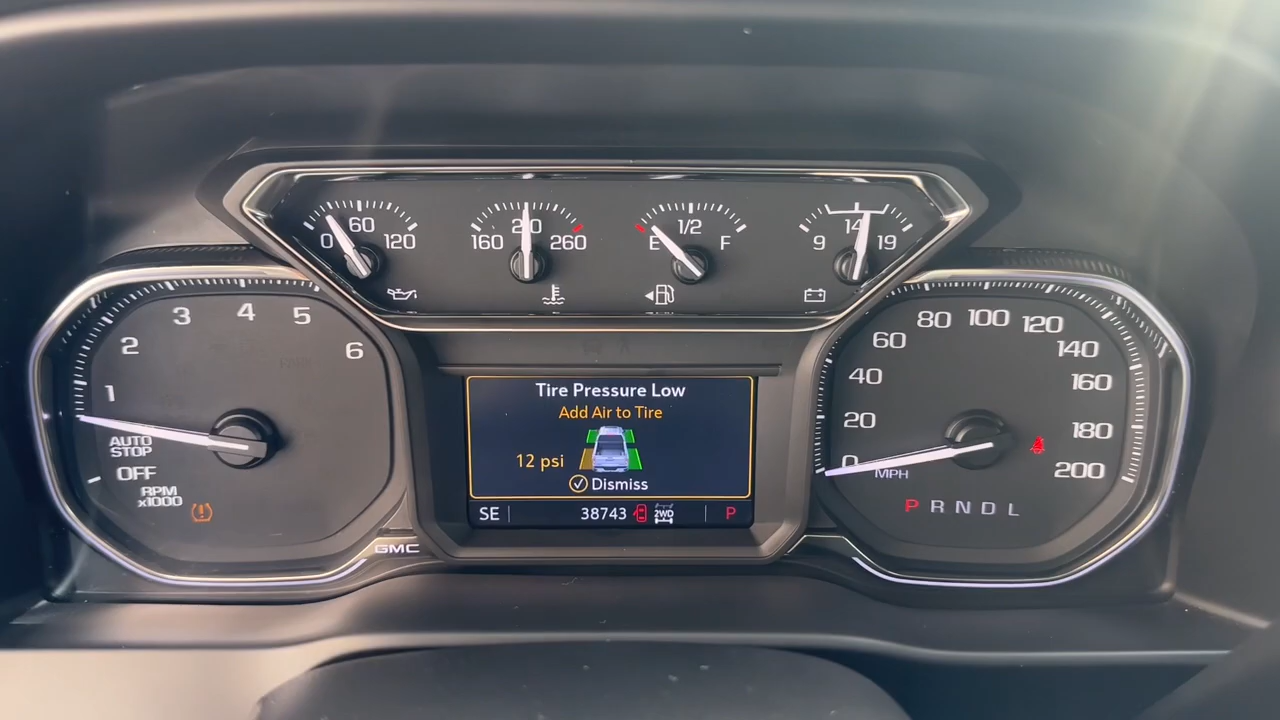 0 60 120
160 210 260
E 1/2 F
9 14 19
1 2 3 4 5 6
AUTO
STOP
OFF
RPM
x1000
GMC
Tire Pressure Low
Add Air to Tire
12 psi
Dismiss
SE 38743 2WD P
0 20 40 60 80 100 120 140 160 180 200
MPH
P R N D L